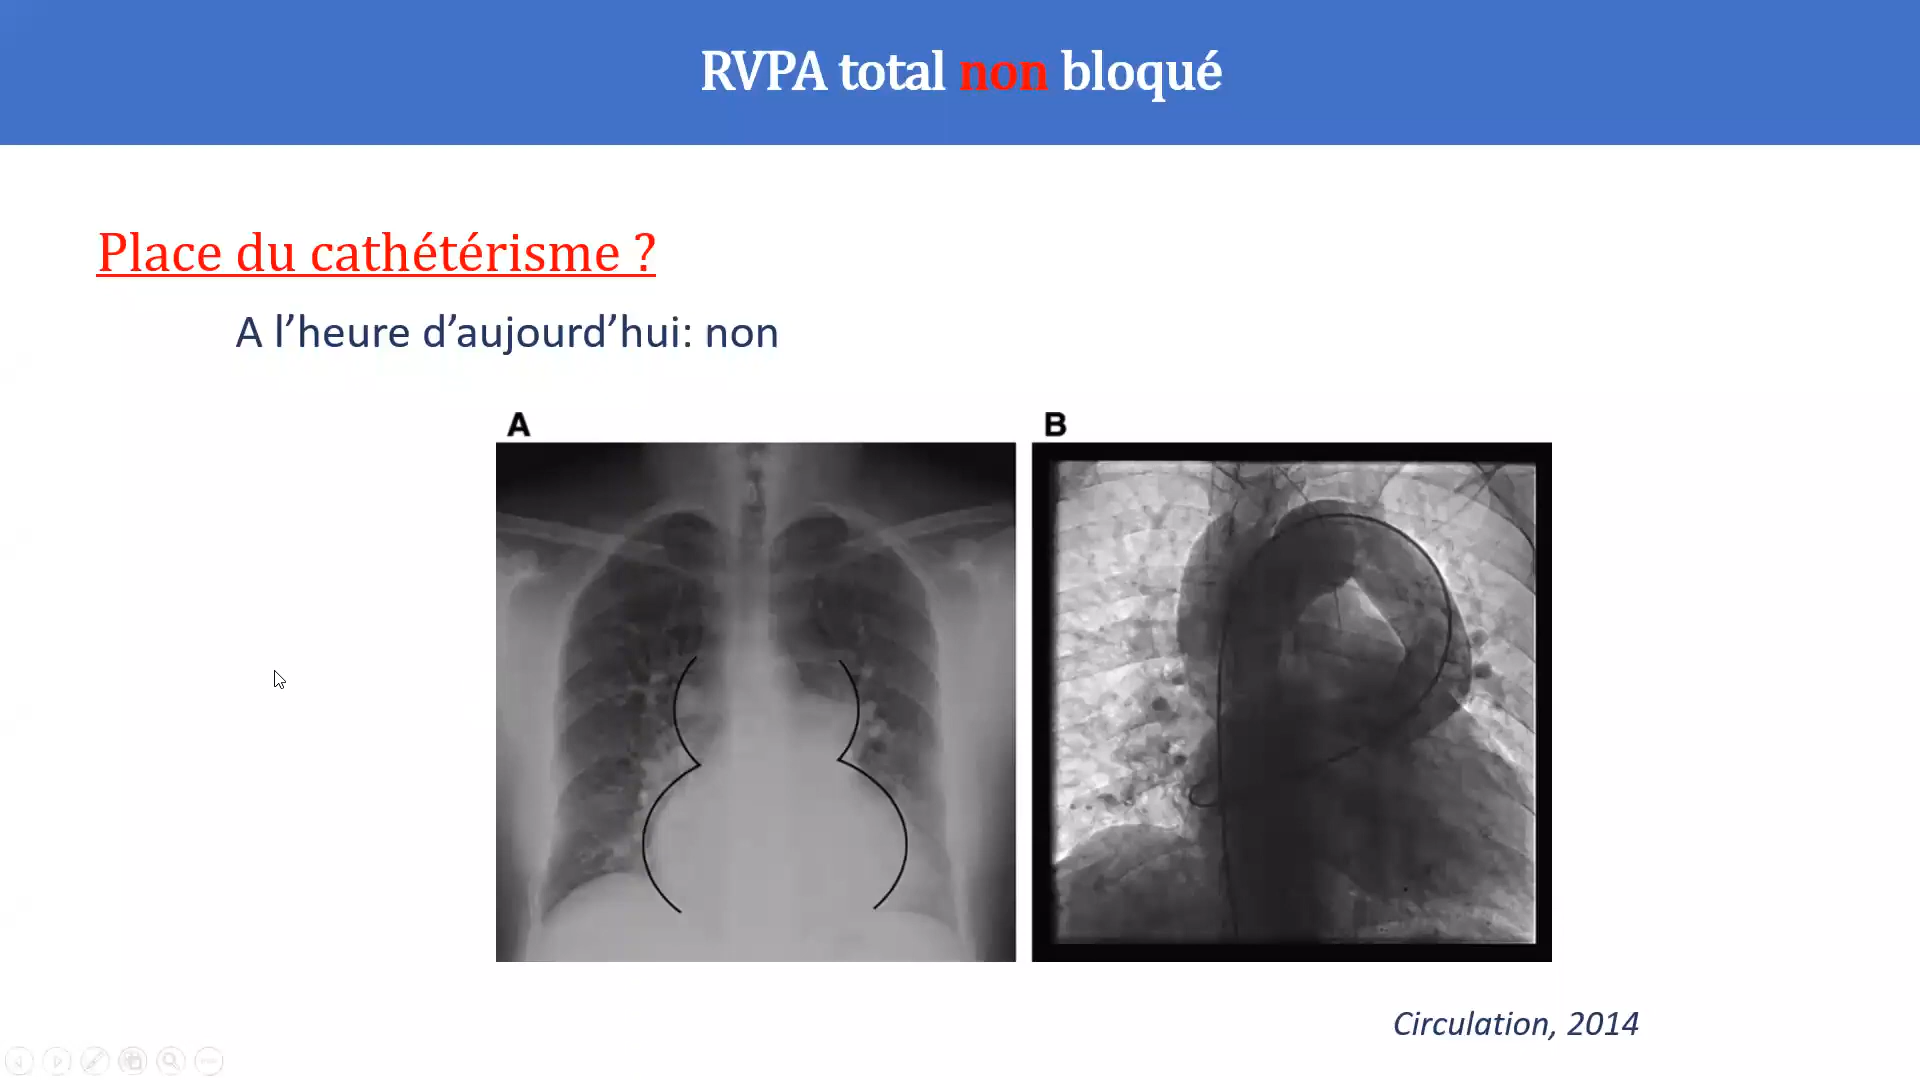 RVPA total non bloqué
Place du cathétérisme ?
A l’heure d’aujourd’hui: non
A
B
Circulation, 2014